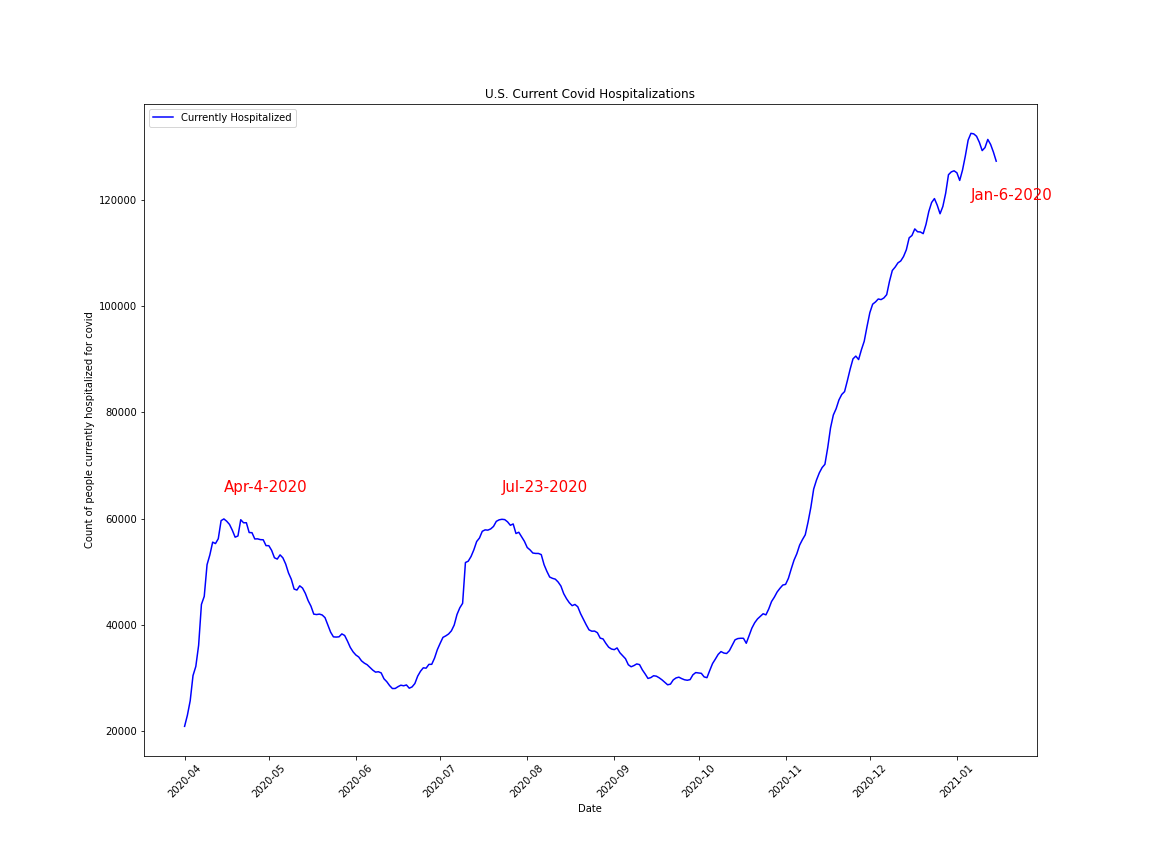 U.S. Current Covid Hospitalizations
Currently Hospitalized
Count of people currently hospitalized for covid
120000
100000
80000
60000
40000
20000
Jan-6-2020
Apr-4-2020
Jul-23-2020
2020-04
2020-05
2020-06
2020-07
2020-08
2020-09
2020-10
2020-11
2020-12
2021-01
Date